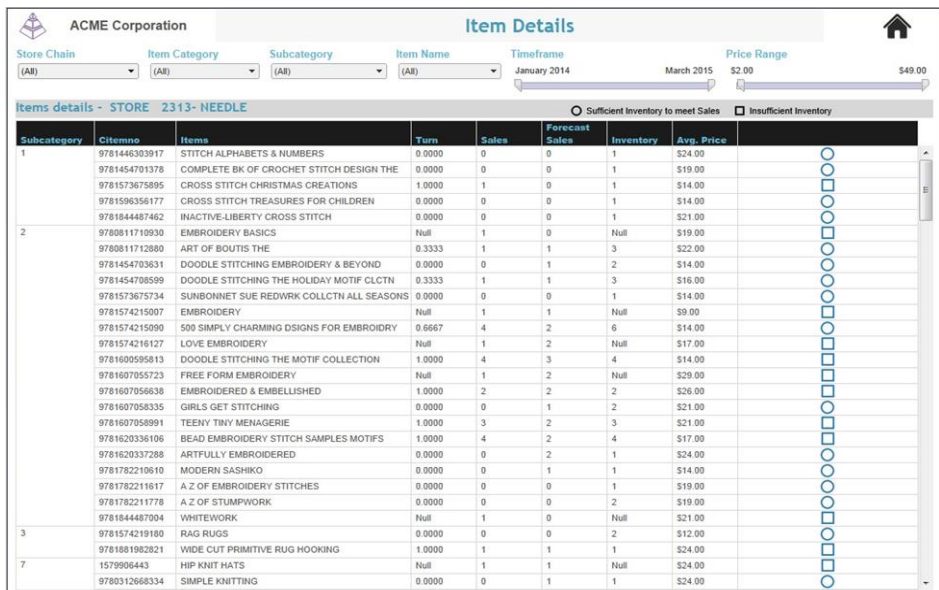 ACME Corporation
Item Details
Store Chain Item Category Subcategory Item Name Timeframe Price Range
(All) (All) (All) (All) January 2014 March 2015 $2.00 $49.00
Items details - STORE 2313- NEEDLE Sufficient Inventory to meet Sales Insufficient Inventory
Subcategory Citemno Items Turn Sales Forecast Sales Inventory Avg. Price
1 9781446303917 STITCH ALPHABETS & NUMBERS 0.0000 0 0 1 $24.00
9781454701378 COMPLETE BK OF CROCHET STITCH DESIGN THE 0.0000 0 0 1 $19.00
9781573675895 CROSS STITCH CHRISTMAS CREATIONS 1.0000 1 0 1 $14.00
9781596356177 CROSS STITCH TREASURES FOR CHILDREN 0.0000 0 0 1 $14.00
9781844487462 INACTIVE-LIBERTY CROSS STITCH 0.0000 0 0 1 $21.00
2 9780811710930 EMBROIDERY BASICS Null 1 0 Null $19.00
9780811712880 ART OF BOUTIS THE 0.3333 1 1 3 $22.00
9781454703631 DOODLE STITCHING EMBROIDERY & BEYOND 0.0000 0 1 2 $14.00
9781454708599 DOODLE STITCHING THE HOLIDAY MOTIF CLCTN 0.3333 1 1 3 $16.00
9781573675734 SUNBONNET SUE REDWRK COLLCTN ALL SEASONS 0.0000 0 0 1 $14.00
9781574215007 EMBROIDERY Null 1 1 Null $9.00
9781574215090 500 SIMPLY CHARMING DSIGNS FOR EMBROIDRY 0.6667 4 2 6 $14.00
9781574216127 LOVE EMBROIDERY Null 1 2 Null $17.00
9781600595813 DOODLE STITCHING THE MOTIF COLLECTION 1.0000 4 3 4 $14.00
9781607055723 FREE FORM EMBROIDERY Null 1 2 Null $29.00
9781607056638 EMBROIDERED & EMBELLISHED 1.0000 2 2 2 $26.00
9781607058335 GIRLS GET STITCHING 0.0000 0 1 2 $21.00
9781607058991 TEENY TINY MENAGERIE 1.0000 3 2 3 $21.00
9781620336106 BEAD EMBROIDERY STITCH SAMPLES MOTIFS 1.0000 4 2 4 $17.00
9781620337288 ARTFULLY EMBROIDERED 0.0000 0 2 1 $24.00
9781782210610 MODERN SASHIKO 0.0000 0 1 1 $14.00
9781782211617 A Z OF EMBROIDERY STITCHES 0.0000 0 0 1 $19.00
9781782211778 A Z OF STUMPWORK 0.0000 0 0 2 $19.00
9781844487004 WHITEWORK Null 1 0 Null $21.00
3 9781574219180 RAG RUGS 0.0000 0 0 2 $12.00
9781881982821 WIDE CUT PRIMITIVE RUG HOOKING 1.0000 1 1 1 $24.00
7 1579906443 HIP KNIT HATS Null 1 1 Null $24.00
9780312668334 SIMPLE KNITTING 0.0000 0 1 1 $24.00